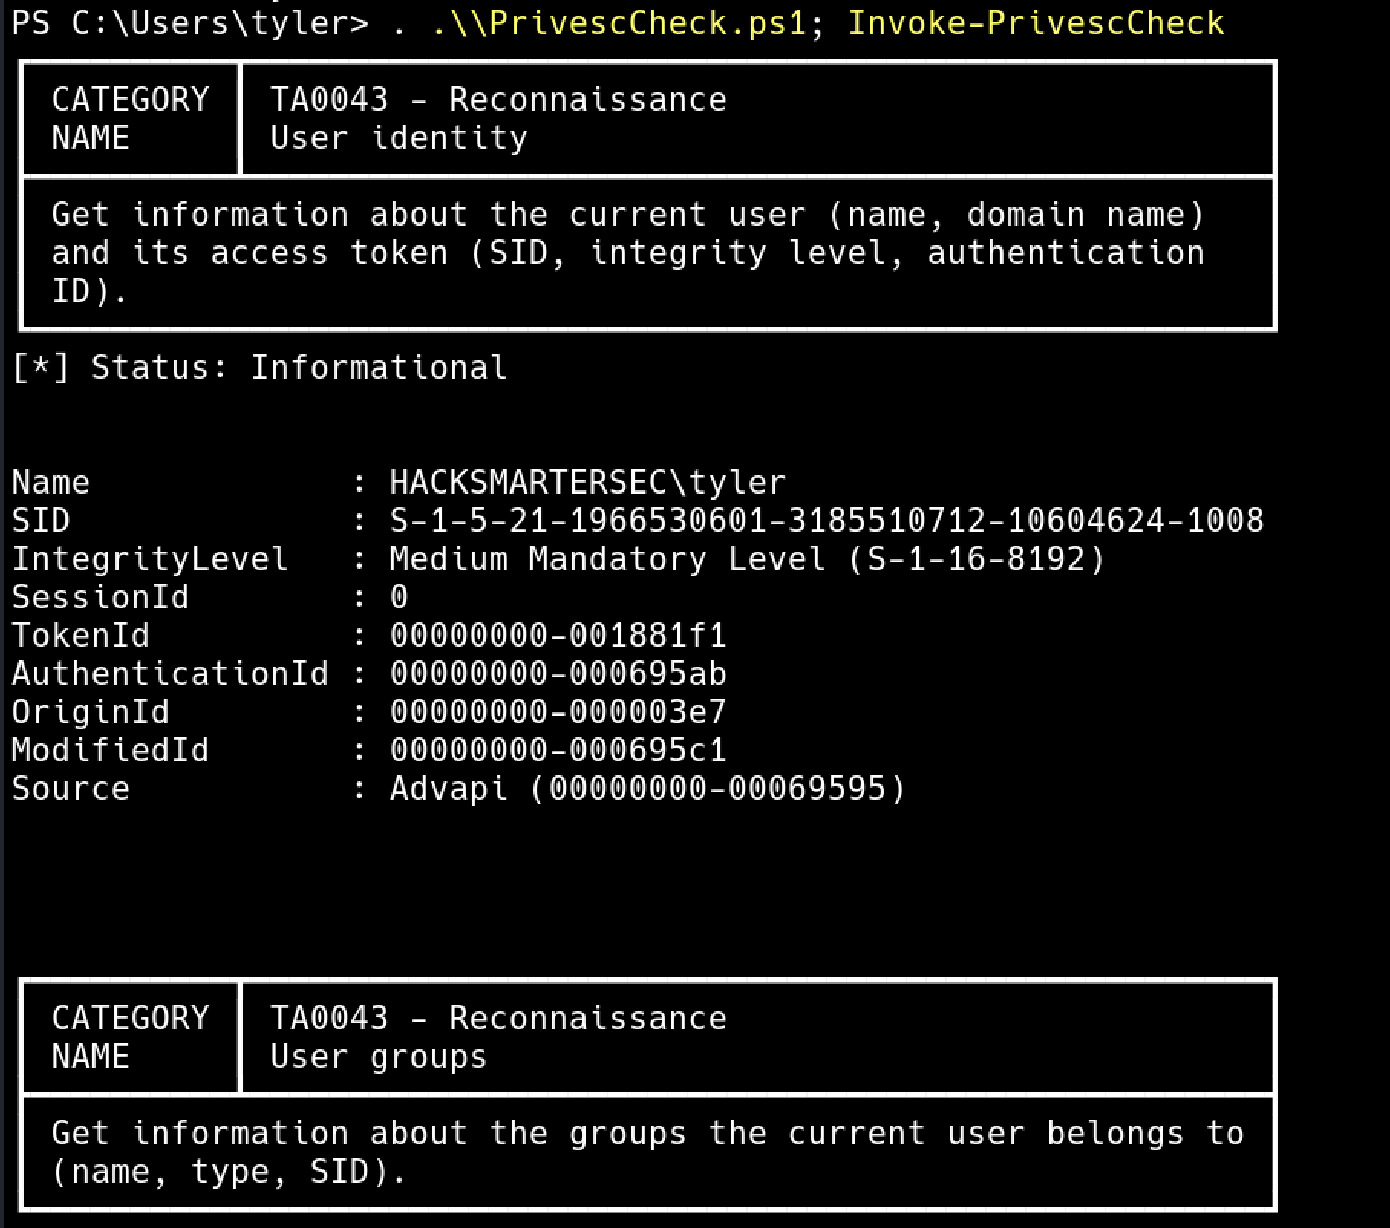 PS C:\Users\tyler> . .\\PrivescCheck.ps1; Invoke-PrivescCheck
CATEGORY TA0043 - Reconnaissance
NAME User identity
Get information about the current user (name, domain name)
and its access token (SID, integrity level, authentication
ID).
[*] Status: Informational
Name : HACKSMARTERSEC\tyler
SID : S-1-5-21-1966530601-3185510712-10604624-1008
IntegrityLevel : Medium Mandatory Level (S-1-16-8192)
SessionId : 0
TokenId : 00000000-001881f1
AuthenticationId : 00000000-000695ab
OriginId : 00000000-000003e7
ModifiedId : 00000000-000695c1
Source : Advapi (00000000-00069595)
CATEGORY TA0043 - Reconnaissance
NAME User groups
Get information about the groups the current user belongs to
(name, type, SID).